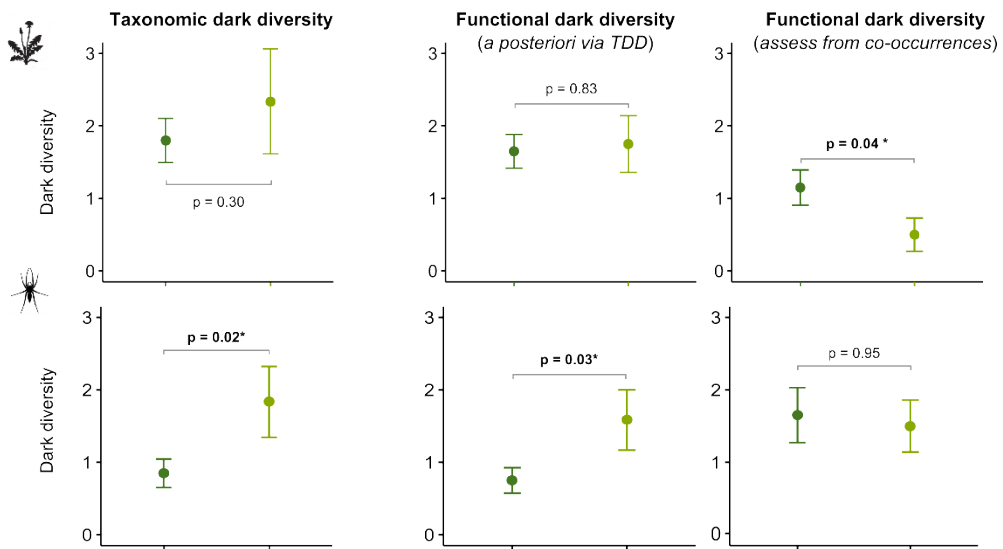 Taxonomic dark diversity
Functional dark diversity
(a posteriori via TDD)
Functional dark diversity
(assess from co-occurrences)
Dark diversity
3
2
1
0
p = 0.30
3
2
1
0
p = 0.83
3
2
1
0
p = 0.04 *
Dark diversity
3
2
1
0
p = 0.02*
3
2
1
0
p = 0.03*
3
2
1
0
p = 0.95